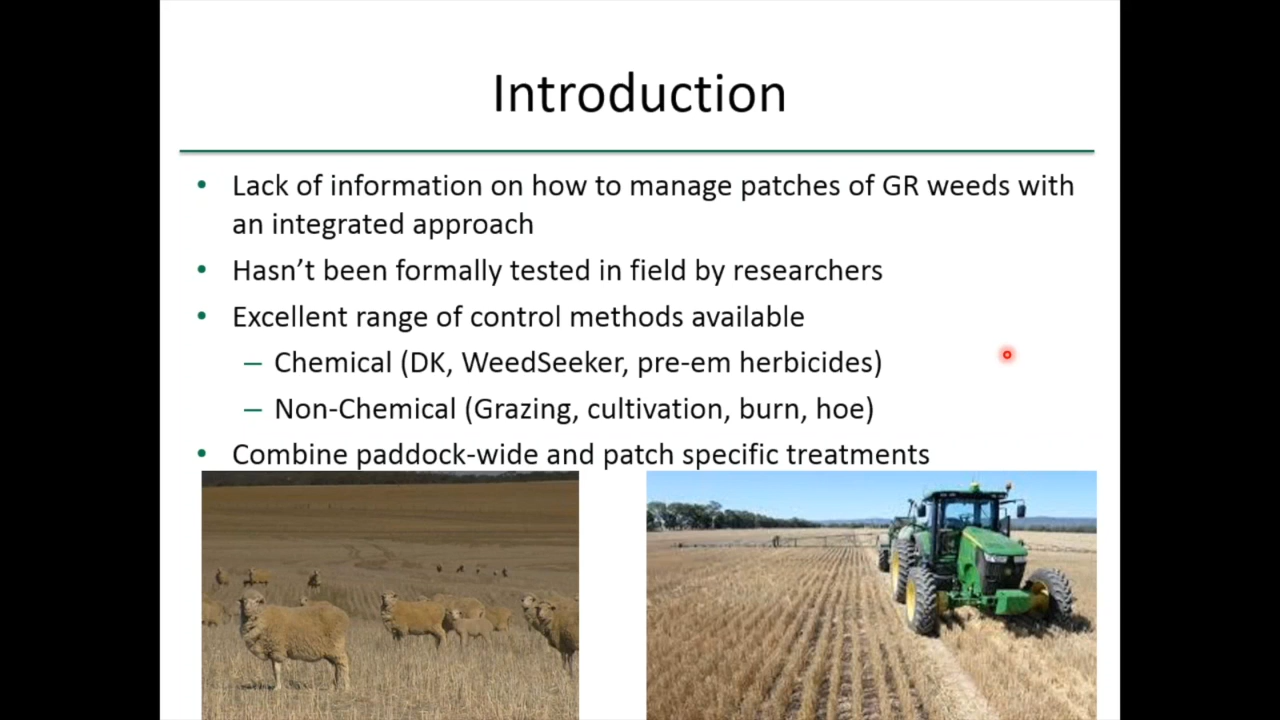 Introduction
• Lack of information on how to manage patches of GR weeds with
an integrated approach
• Hasn’t been formally tested in field by researchers
• Excellent range of control methods available
– Chemical (DK, WeedSeeker, pre-em herbicides)
– Non-Chemical (Grazing, cultivation, burn, hoe)
• Combine paddock-wide and patch specific treatments